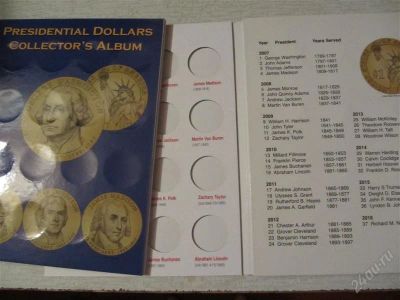 PRESIDENTIAL DOLLARS
COLLECTOR'S ALBUM
James Madison
Martin Van Buren
James K. Polk
Zachary Taylor
James Buchanan
Abraham Lincoln
Year President Years Served
2007
1 George Washington 1789-1797
2 John Adams 1797-1801
3 Thomas Jefferson 1801-1809
4 James Madison 1809-1817
2008
5 James Monroe 1817-1825
6 John Quincy Adams 1825-1829
7 Andrew Jackson 1829-1837
8 Martin Van Buren 1837-1841
2009
9 William H. Harrison 1841
10 John Tyler 1841-1845
11 James K. Polk 1845-1849
12 Zachary Taylor 1849-1850
2010
13 Millard Fillmore 1850-1853
14 Franklin Pierce 1853-1857
15 James Buchanan 1857-1861
16 Abraham Lincoln 1861-1865
2011
17 Andrew Johnson 1865-1869
18 Ulysses S. Grant 1869-1877
19 Rutherford B. Hayes 1877-1881
20 James A. Garfield 1881
2012
21 Chester A. Arthur 1881-1885
22 Grover Cleveland 1885-1889
23 Benjamin Harrison 1889-1893
24 Grover Cleveland 1893-1897
2013
25 William McKinley
26 Theodore
27 William H. Taft
28 Woodrow Wilson
2014
29 Warren Harding
30 Calvin Coolidge
31 Herbert Hoover
32 Franklin D.
2015
33 Harry S Truman
34 Dwight D.
35 John F.
36 Lyndon B.
2016
37 Richard M.
$1
24au.ru